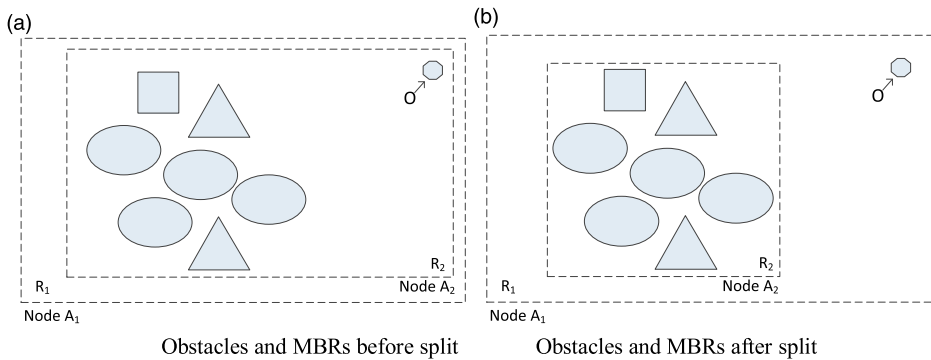 (a)
O
R₂
R₁
Node A₂
Node A₁
Obstacles and MBRs before split
(b)
O
R₂
R₁
Node A₂
Node A₁
Obstacles and MBRs after split